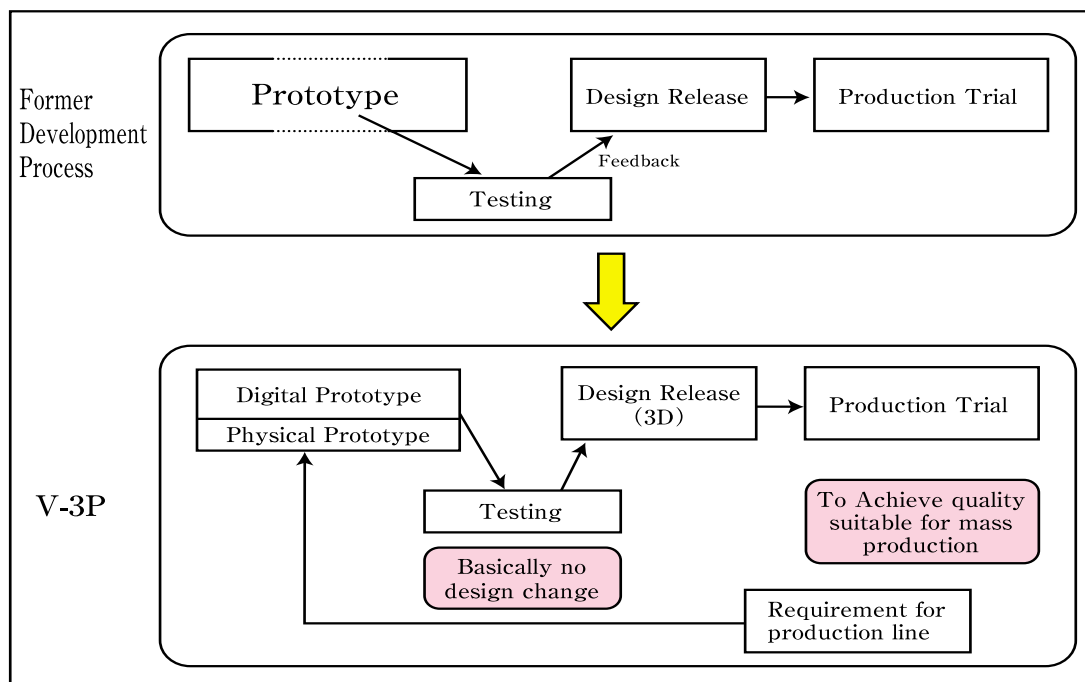 Former
Development
Process
Prototype
Design Release
Production Trial
Feedback
Testing
V-3P
Digital Prototype
Physical Prototype
Design Release
(3D)
Production Trial
Testing
To Achieve quality
suitable for mass
production
Basically no
design change
Requirement for
production line